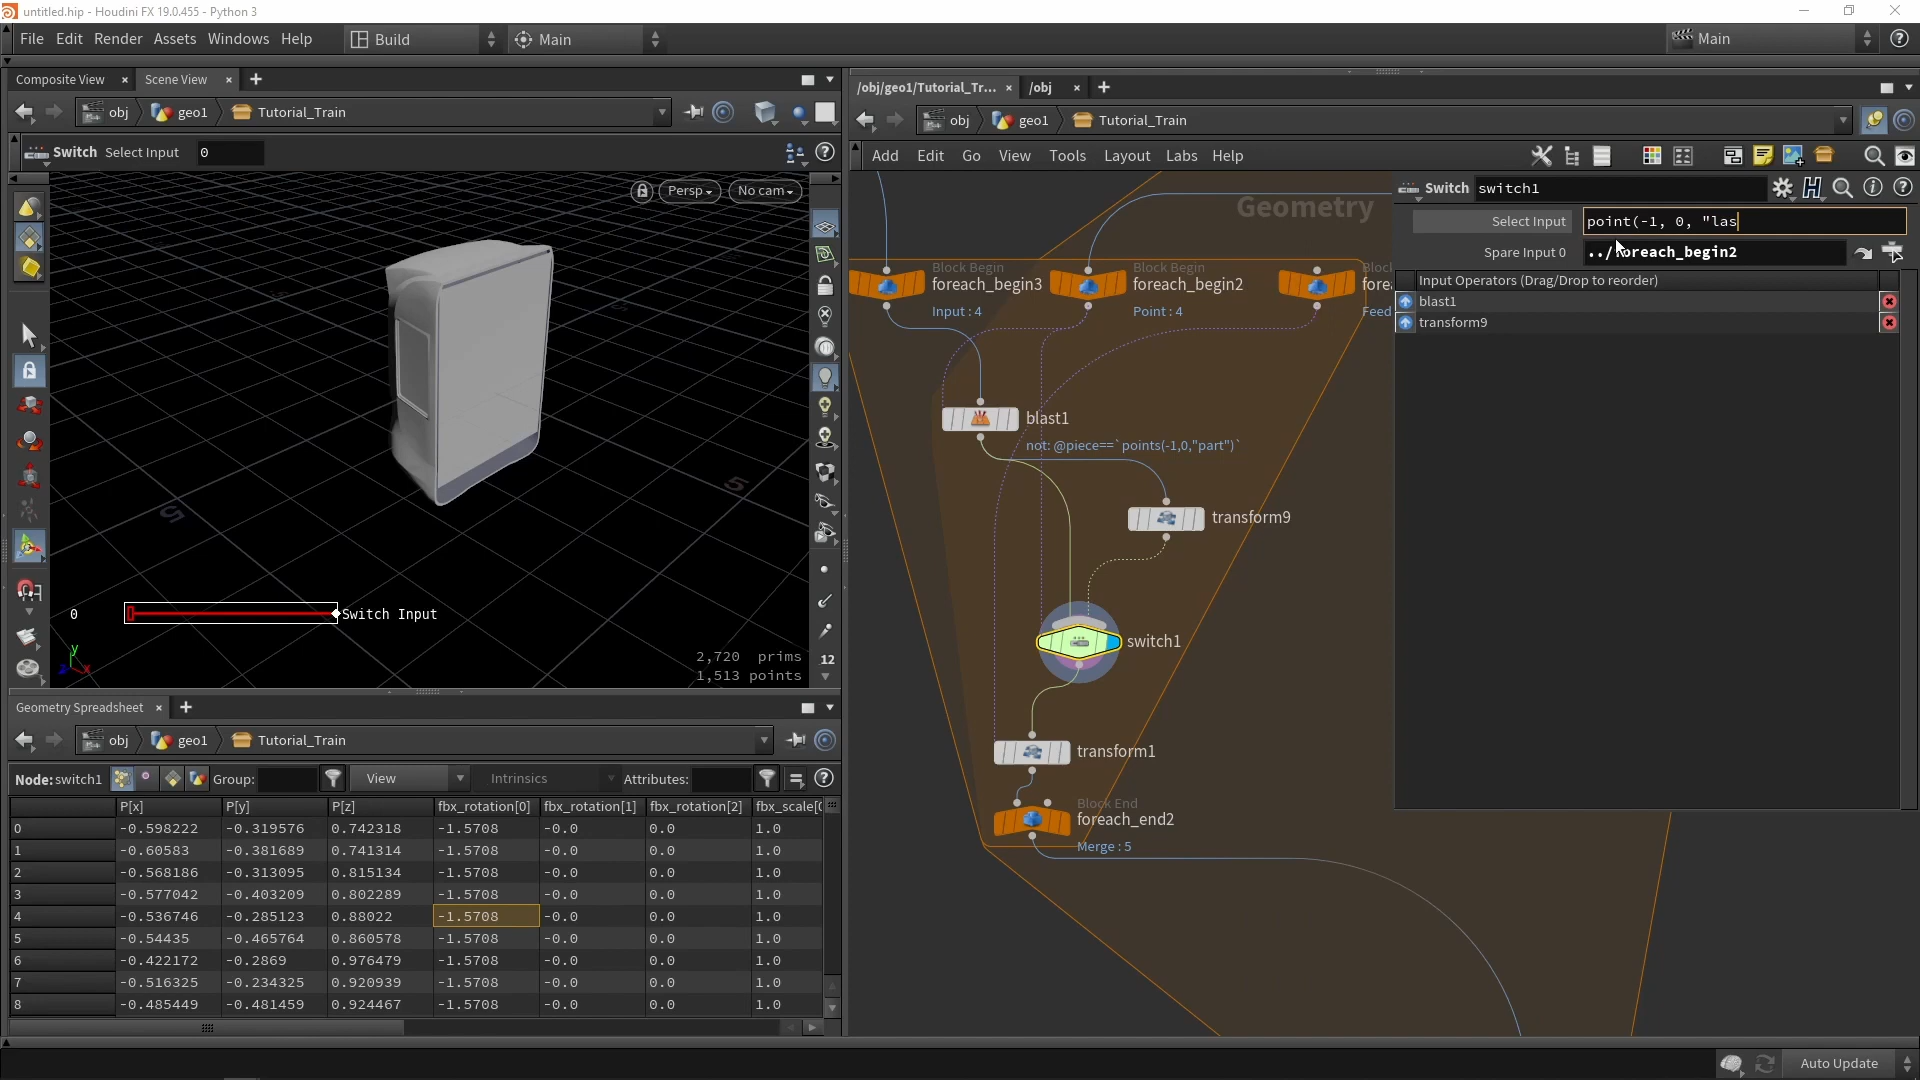 untitled.hip - Houdini FX 19.0.455 - Python 3
File Edit Render Assets Windows Help Build Main Main
Composite View × Scene View × +
obj geo1 Tutorial_Train
Switch Select Input 0
Persp No cam
5
5
0 Switch Input
y
z x
2,720 prims
1,513 points
12
/obj/geo1/Tutorial_Tr... × /obj × +
obj geo1 Tutorial_Train
Add Edit Go View Tools Layout Labs Help
Geometry
Block Begin
foreach_begin3
Input : 4
Block Begin
foreach_begin2
Point : 4
Block
fore
Feed
blast1
not: @piece==`points(-1,0,"part")`
transform9
switch1
transform1
Block End
foreach_end2
Merge : 5
Switch switch1
Select Input point(-1, 0, "las
Spare Input 0 ../foreach_begin2
Input Operators (Drag/Drop to reorder)
blast1
transform9
Geometry Spreadsheet × +
obj geo1 Tutorial_Train
Node: switch1 Group: View Intrinsics Attributes:
P[x] P[y] P[z] fbx_rotation[0] fbx_rotation[1] fbx_rotation[2] fbx_scale[0
0 -0.598222 -0.319576 0.742318 -1.5708 -0.0 0.0 1.0
1 -0.60583 -0.381689 0.741314 -1.5708 -0.0 0.0 1.0
2 -0.568186 -0.313095 0.815134 -1.5708 -0.0 0.0 1.0
3 -0.577042 -0.403209 0.802289 -1.5708 -0.0 0.0 1.0
4 -0.536746 -0.285123 0.88022 -1.5708 -0.0 0.0 1.0
5 -0.54435 -0.465764 0.860578 -1.5708 -0.0 0.0 1.0
6 -0.422172 -0.2869 0.976479 -1.5708 -0.0 0.0 1.0
7 -0.516325 -0.234325 0.920939 -1.5708 -0.0 0.0 1.0
8 -0.485449 -0.481459 0.924467 -1.5708 -0.0 0.0 1.0
Auto Update